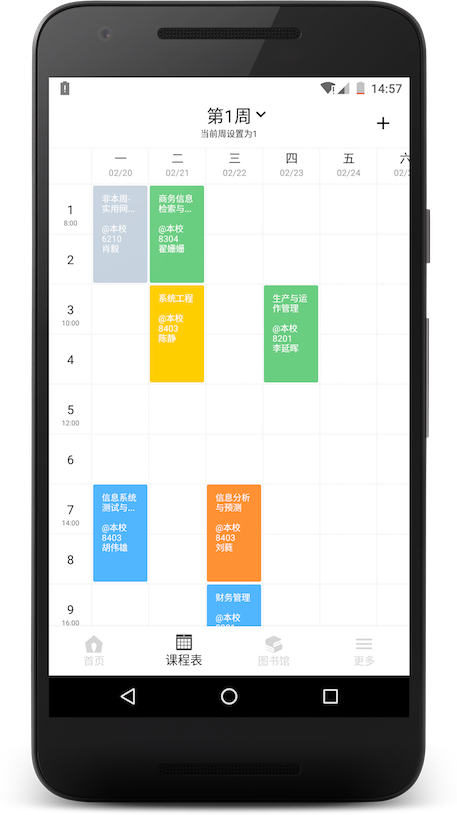 14:57
第1周
当前周设置为1
+
一 二 三 四 五 六
02/20 02/21 02/22 02/23 02/24
1
8:00
非本周-
实用网...
@本校
6210
肖毅
商务信息
检索与...
@本校
8304
翟姗姗
2
3
10:00
系统工程
@本校
8403
陈静
生产与运
作管理
@本校
8201
李延晖
4
5
12:00
6
7
14:00
信息系统
测试与...
@本校
8403
胡伟雄
信息分析
与预测
@本校
8403
刘蕤
8
9
16:00
财务管理
@本校
首页 课程表 图书馆 更多